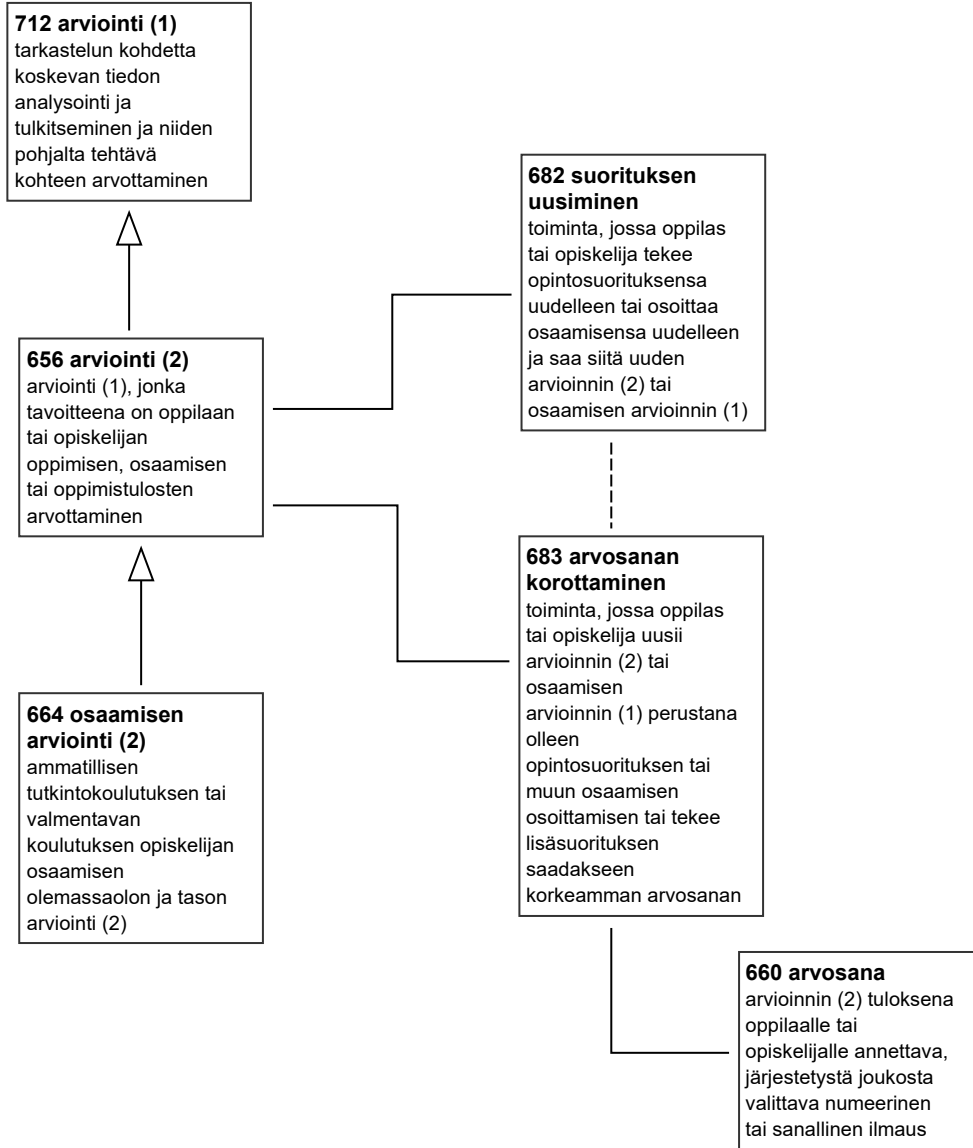 712 arviointi (1)
tarkastelun kohdetta
koskevan tiedon
analysointi ja
tulkitseminen ja niiden
pohjalta tehtävä
kohteen arvottaminen
682 suorituksen
uusiminen
toiminta, jossa oppilas
tai opiskelija tekee
opintosuorituksensa
uudelleen tai osoittaa
osaamisensa uudelleen
ja saa siitä uuden
arvioinnin (2) tai
osaamisen arvioinnin (1)
656 arviointi (2)
arviointi (1), jonka
tavoitteena on oppilaan
tai opiskelijan
oppimisen, osaamisen
tai oppimistulosten
arvottaminen
683 arvosanan
korottaminen
toiminta, jossa oppilas
tai opiskelija uusii
arvioinnin (2) tai
osaamisen
arvioinnin (1) perustana
olleen
opintosuorituksen tai
muun osaamisen
osoittamisen tai tekee
lisäsuorituksen
saadakseen
korkeamman arvosanan
664 osaamisen
arviointi (2)
ammatillisen
tutkintokoulutuksen tai
valmentavan
koulutuksen opiskelijan
osaamisen
olemassaolon ja tason
arviointi (2)
660 arvosana
arvioinnin (2) tuloksena
oppilaalle tai
opiskelijalle annettava,
järjestetystä joukosta
valittava numeerinen
tai sanallinen ilmaus